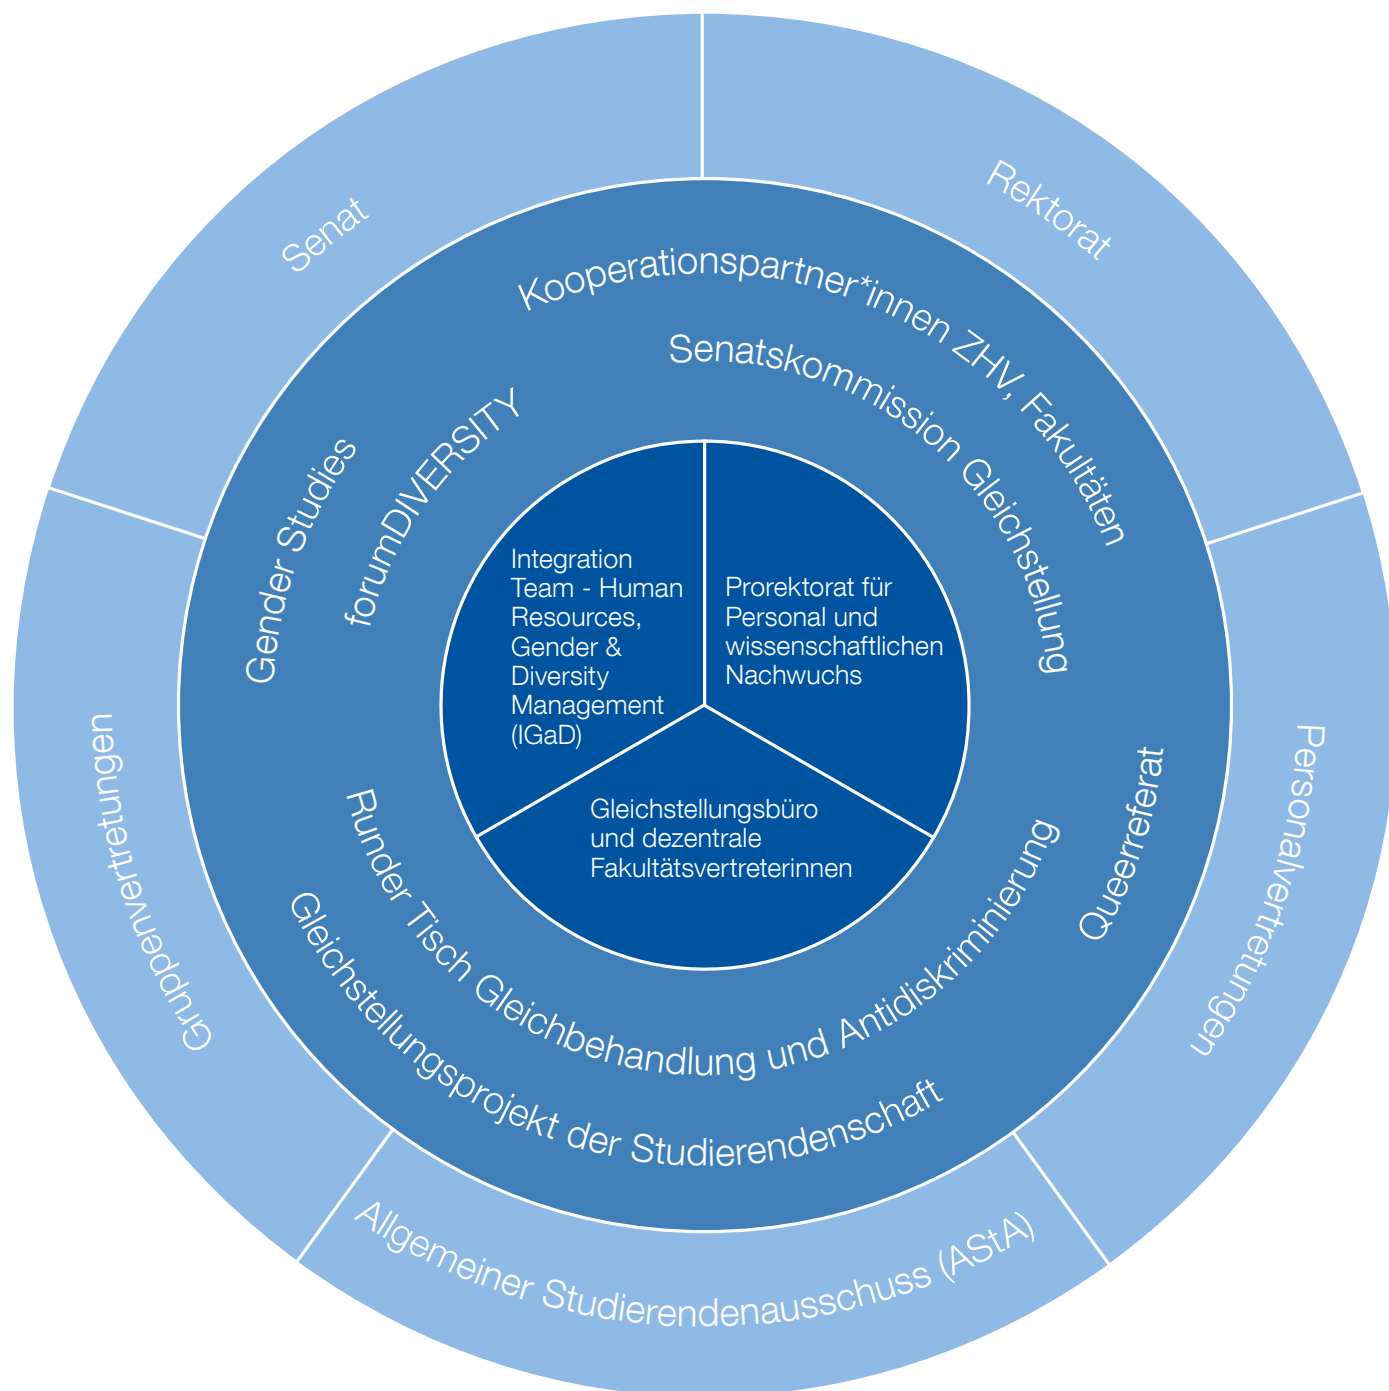 Senat
Rektorat
Kooperationspartner*innen ZHV, Fakultäten
Senatskommission Gleichstellung
forumDIVERSITY
Gender Studies
Integration
Team - Human
Resources,
Gender &
Diversity
Management
(IGaD)
Prorektorat für
Personal und
wissenschaftlichen
Nachwuchs
Gleichstellungsbüro
und dezentrale
Fakultätsvertreterinnen
Gruppenvertretungen
Personalvertretungen
Queerreferat
Runder Tisch Gleichbehandlung und Antidiskriminierung
Gleichstellungsprojekt der Studierendenschaft
Allgemeiner Studierendenausschuss (AStA)